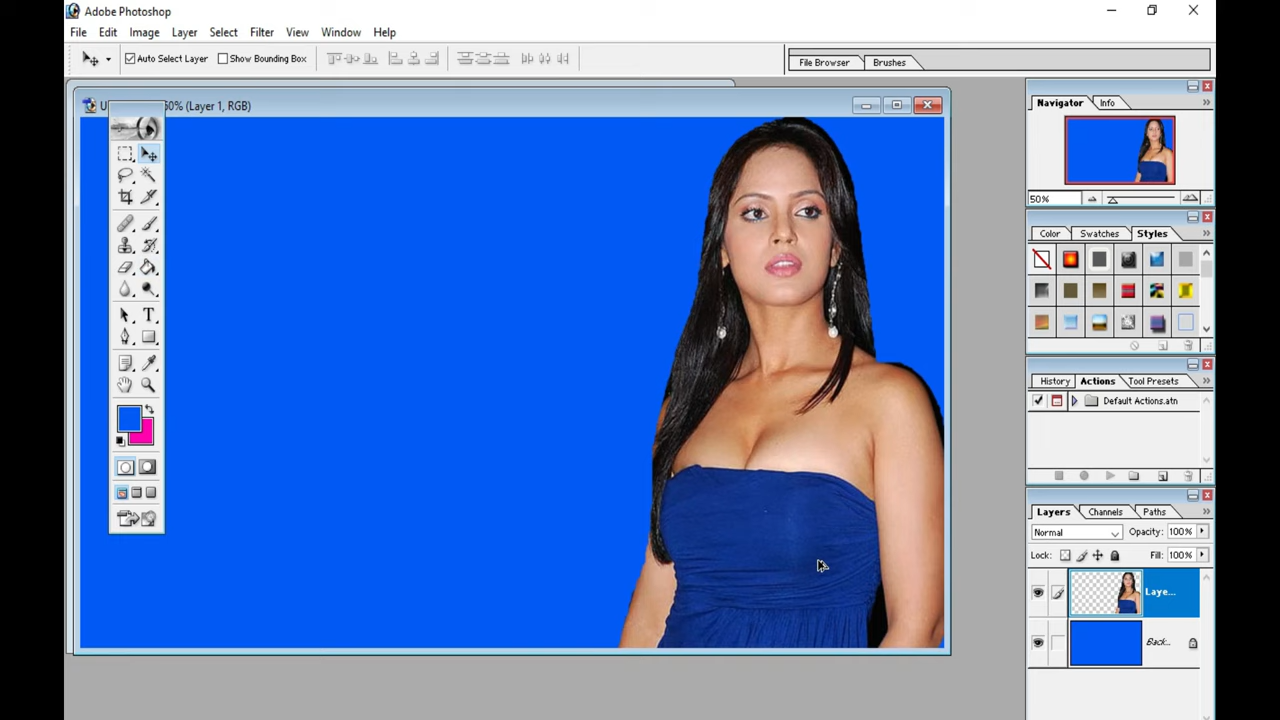 Adobe Photoshop
File Edit Image Layer Select Filter View Window Help
Auto Select Layer Show Bounding Box File Browser Brushes
U 50% (Layer 1, RGB)
Navigator Info
50%
Color Swatches Styles
History Actions Tool Presets
Default Actions.atn
Layers Channels Paths
Normal Opacity: 100%
Lock: Fill: 100%
Laye...
Back...